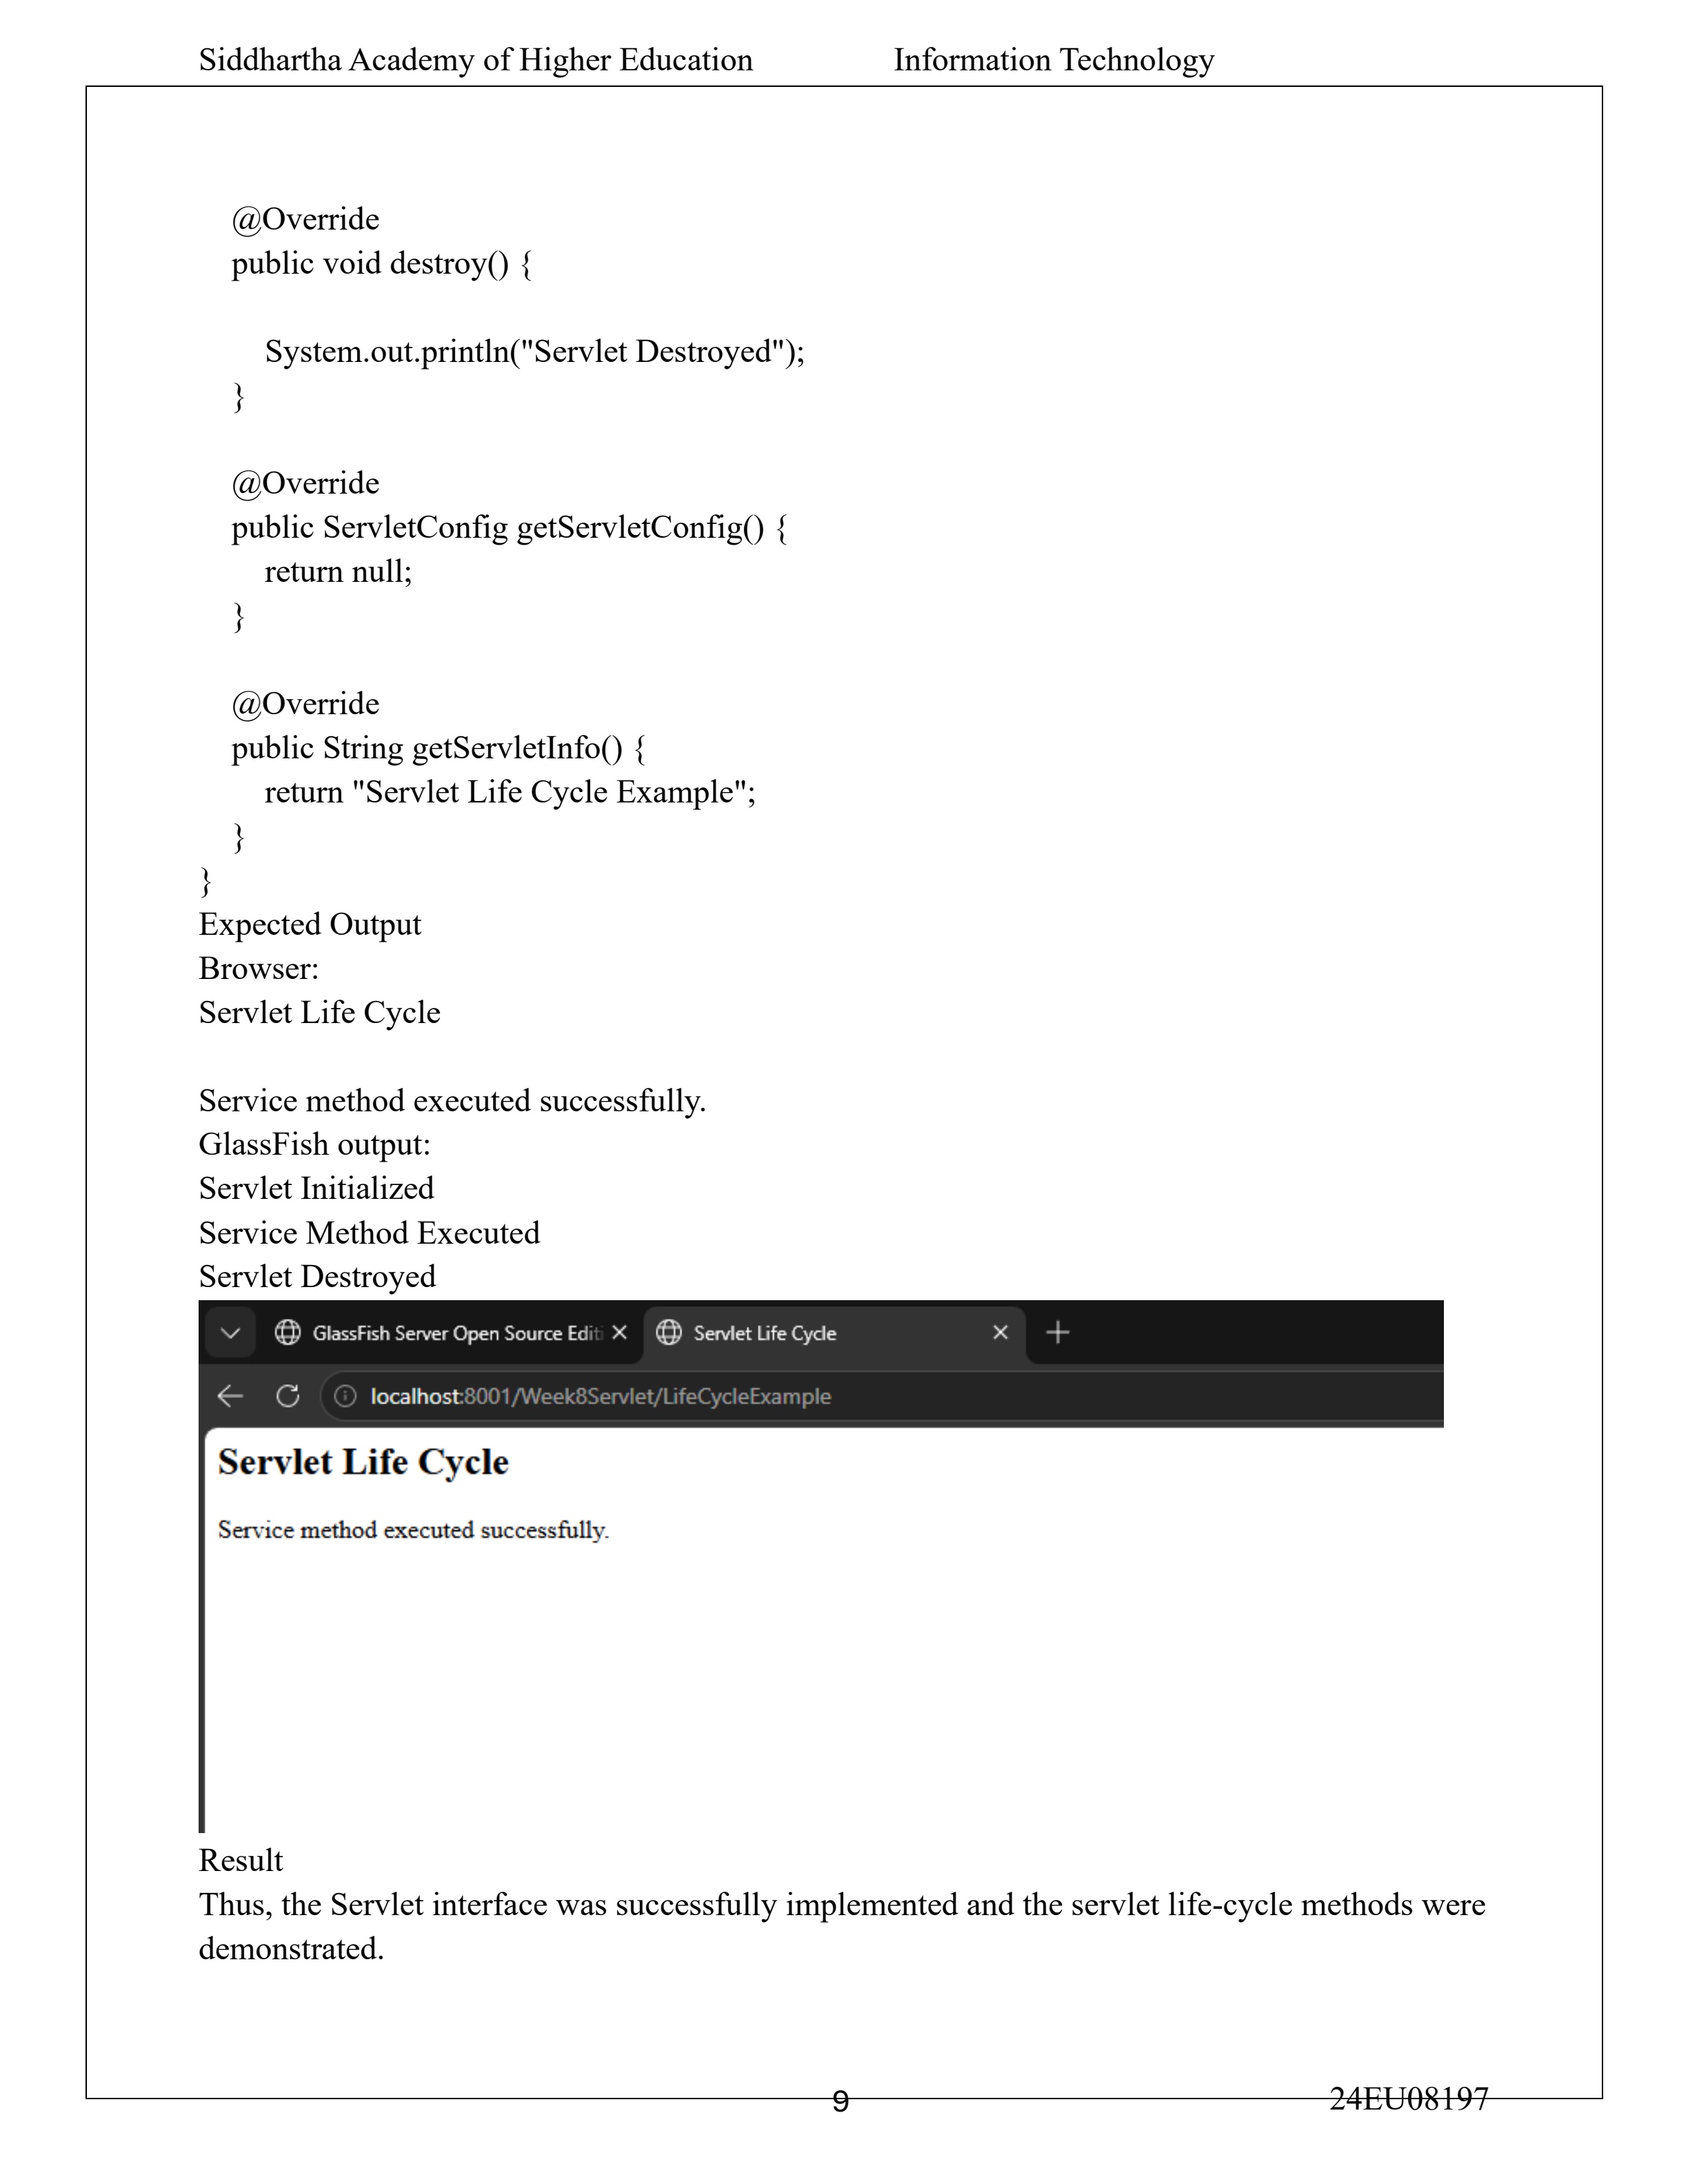 Siddhartha Academy of Higher Education Information Technology
@Override
public void destroy() {
System.out.println("Servlet Destroyed");
}
@Override
public ServletConfig getServletConfig() {
return null;
}
@Override
public String getServletInfo() {
return "Servlet Life Cycle Example";
}
}
Expected Output
Browser:
Servlet Life Cycle
Service method executed successfully.
GlassFish output:
Servlet Initialized
Service Method Executed
Servlet Destroyed
GlassFish Server Open Source Editi Servlet Life Cycle
localhost:8001/Week8Servlet/LifeCycleExample
Servlet Life Cycle
Service method executed successfully.
Result
Thus, the Servlet interface was successfully implemented and the servlet life-cycle methods were
demonstrated.
9 24EU08197